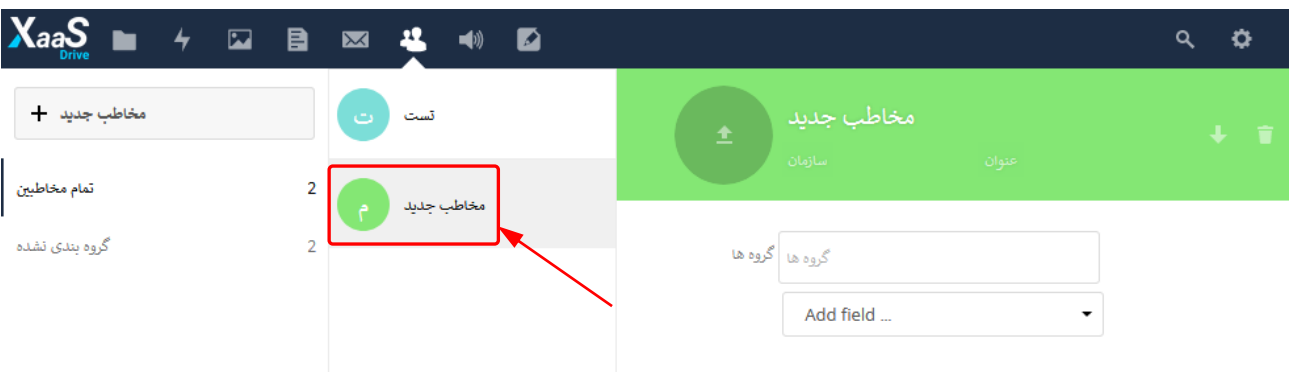 XaaS
Drive
مخاطب جدید +
تمام مخاطبین 2
گروه بندی نشده 2
ت تست
م مخاطب جدید
مخاطب جدید
سازمان عنوان
گروه ها گروه ها
Add field ...